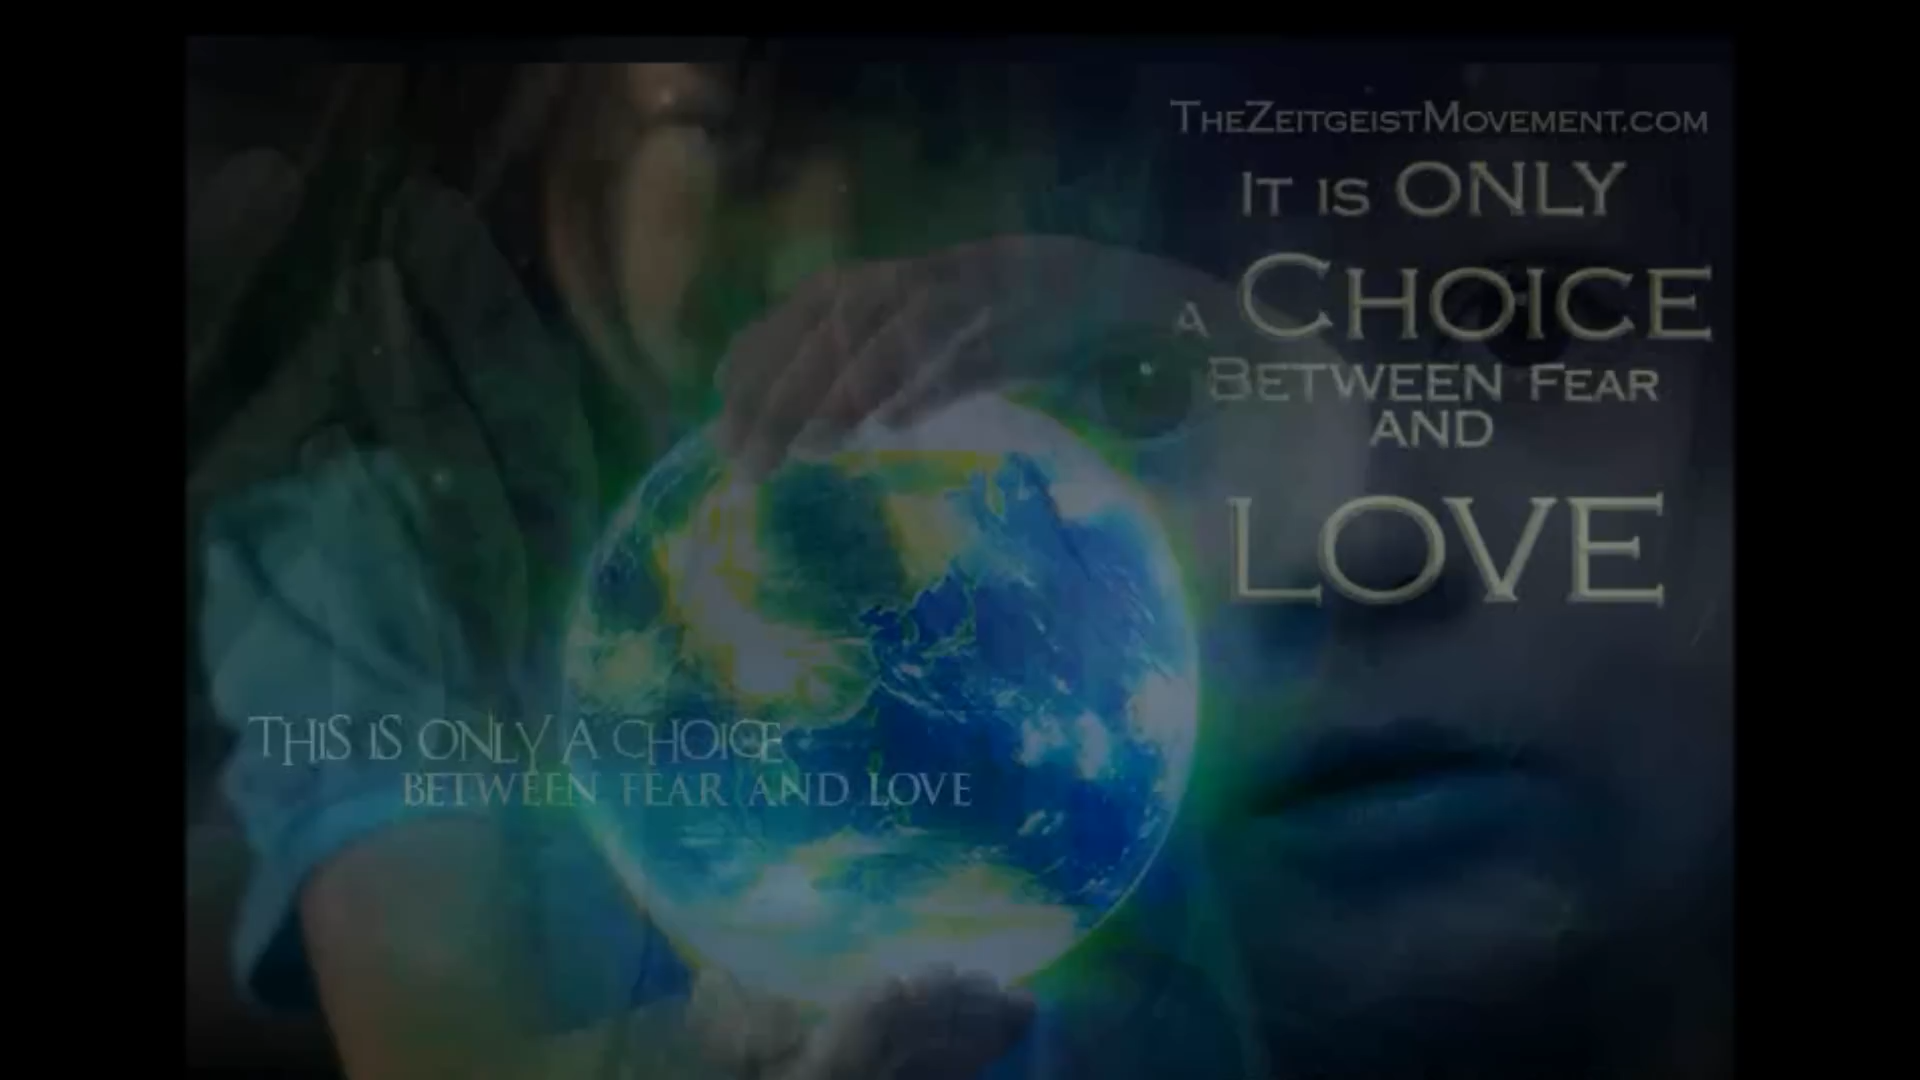 THEZEITGEISTMOVEMENT.COM
IT IS ONLY
A CHOICE
BETWEEN FEAR
AND
LOVE
THIS IS ONLY A CHOICE
BETWEEN FEAR AND LOVE